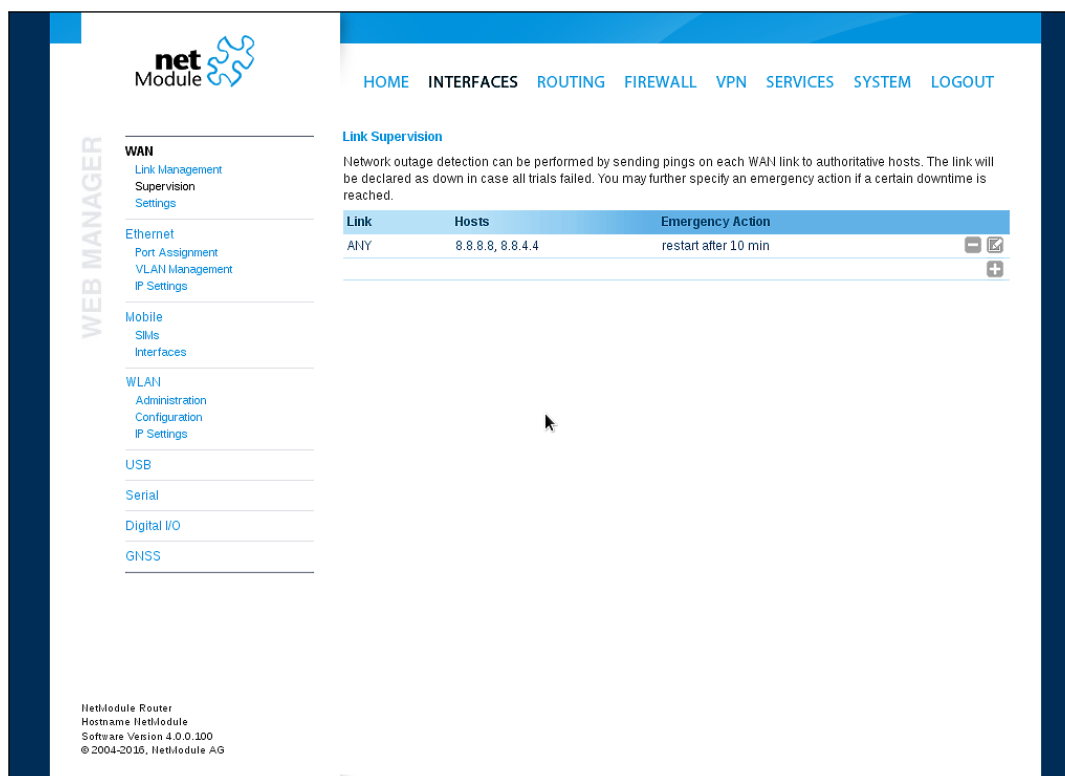 net
Module
HOME INTERFACES ROUTING FIREWALL VPN SERVICES SYSTEM LOGOUT
WEB MANAGER
WAN
Link Management
Supervision
Settings
Ethernet
Port Assignment
VLAN Management
IP Settings
Mobile
SIMs
Interfaces
WLAN
Administration
Configuration
IP Settings
USB
Serial
Digital I/O
GNSS
Link Supervision
Network outage detection can be performed by sending pings on each WAN link to authoritative hosts. The link will
be declared as down in case all trials failed. You may further specify an emergency action if a certain downtime is
reached.
Link Hosts Emergency Action
ANY 8.8.8.8, 8.8.4.4 restart after 10 min
NetModule Router
Hostname NetModule
Software Version 4.0.0.100
© 2004-2016, NetModule AG